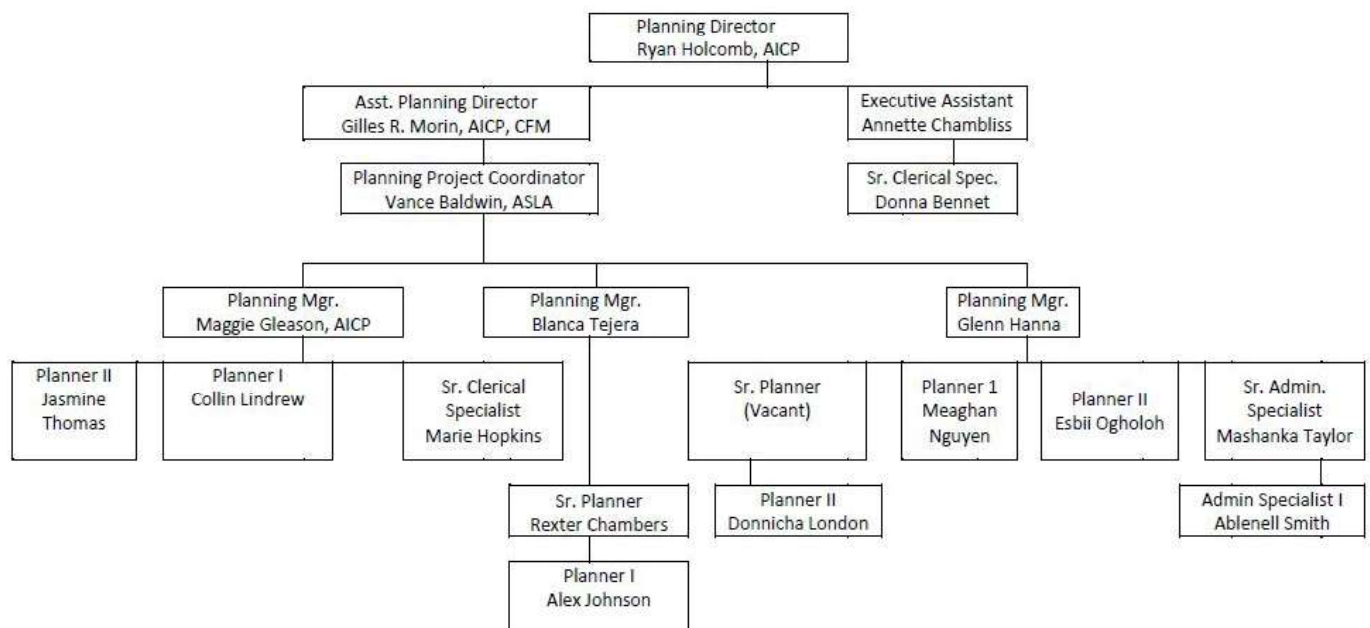 Planning Director
Ryan Holcomb, AICP
Asst. Planning Director
Gilles R. Morin, AICP, CFM
Executive Assistant
Annette Chambliss
Planning Project Coordinator
Vance Baldwin, ASLA
Sr. Clerical Spec.
Donna Bennet
Planning Mgr.
Maggie Gleason, AICP
Planning Mgr.
Blanca Tejera
Planning Mgr.
Glenn Hanna
Planner II
Jasmine
Thomas
Planner I
Collin Lindrew
Sr. Clerical
Specialist
Marie Hopkins
Sr. Planner
(Vacant)
Planner 1
Meaghan
Nguyen
Planner II
Esbii Ogholoh
Sr. Admin.
Specialist
Mashanka Taylor
Sr. Planner
Rexter Chambers
Planner II
Donnicha London
Admin Specialist I
Ablenell Smith
Planner I
Alex Johnson